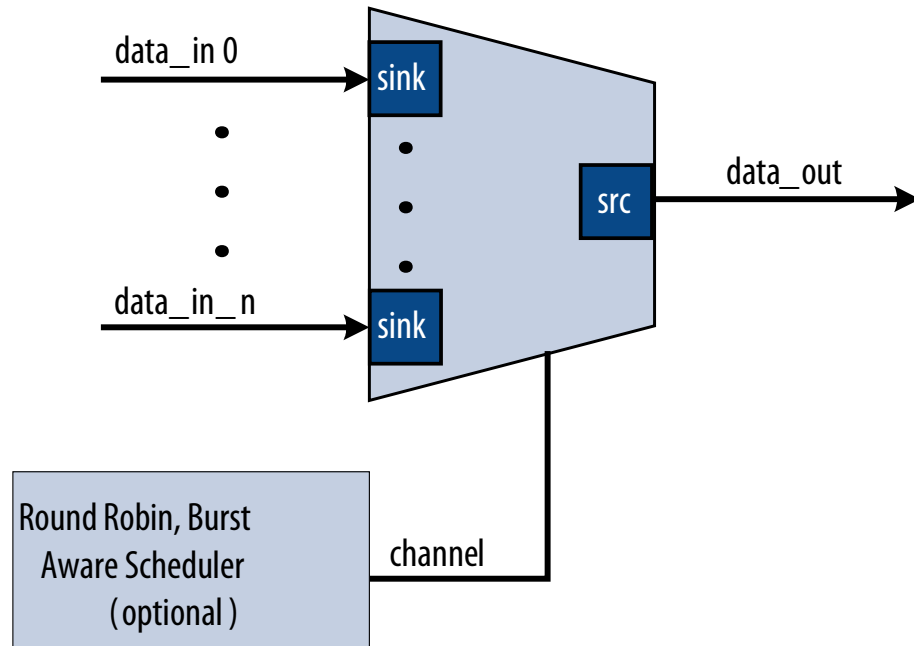 data_in 0
sink
src
data_out
data_in_n
sink
Round Robin, Burst
Aware Scheduler
(optional)
channel